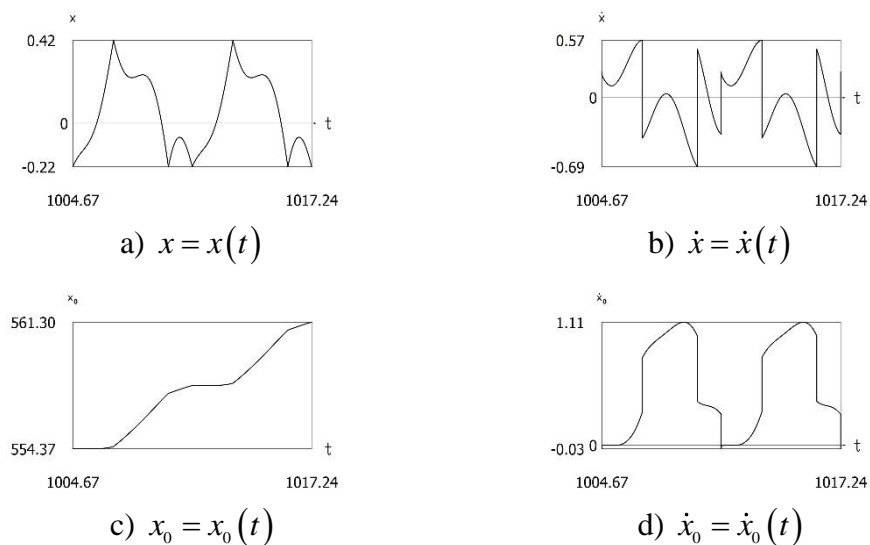 x
0.42
0
-0.22
t
1004.67 1017.24
a) x = x(t)
ẋ
0.57
0
-0.69
t
1004.67 1017.24
b) ẋ = ẋ(t)
x₀
561.30
554.37
t
1004.67 1017.24
c) x₀ = x₀(t)
ẋ₀
1.11
0
-0.03
t
1004.67 1017.24
d) ẋ₀ = ẋ₀(t)